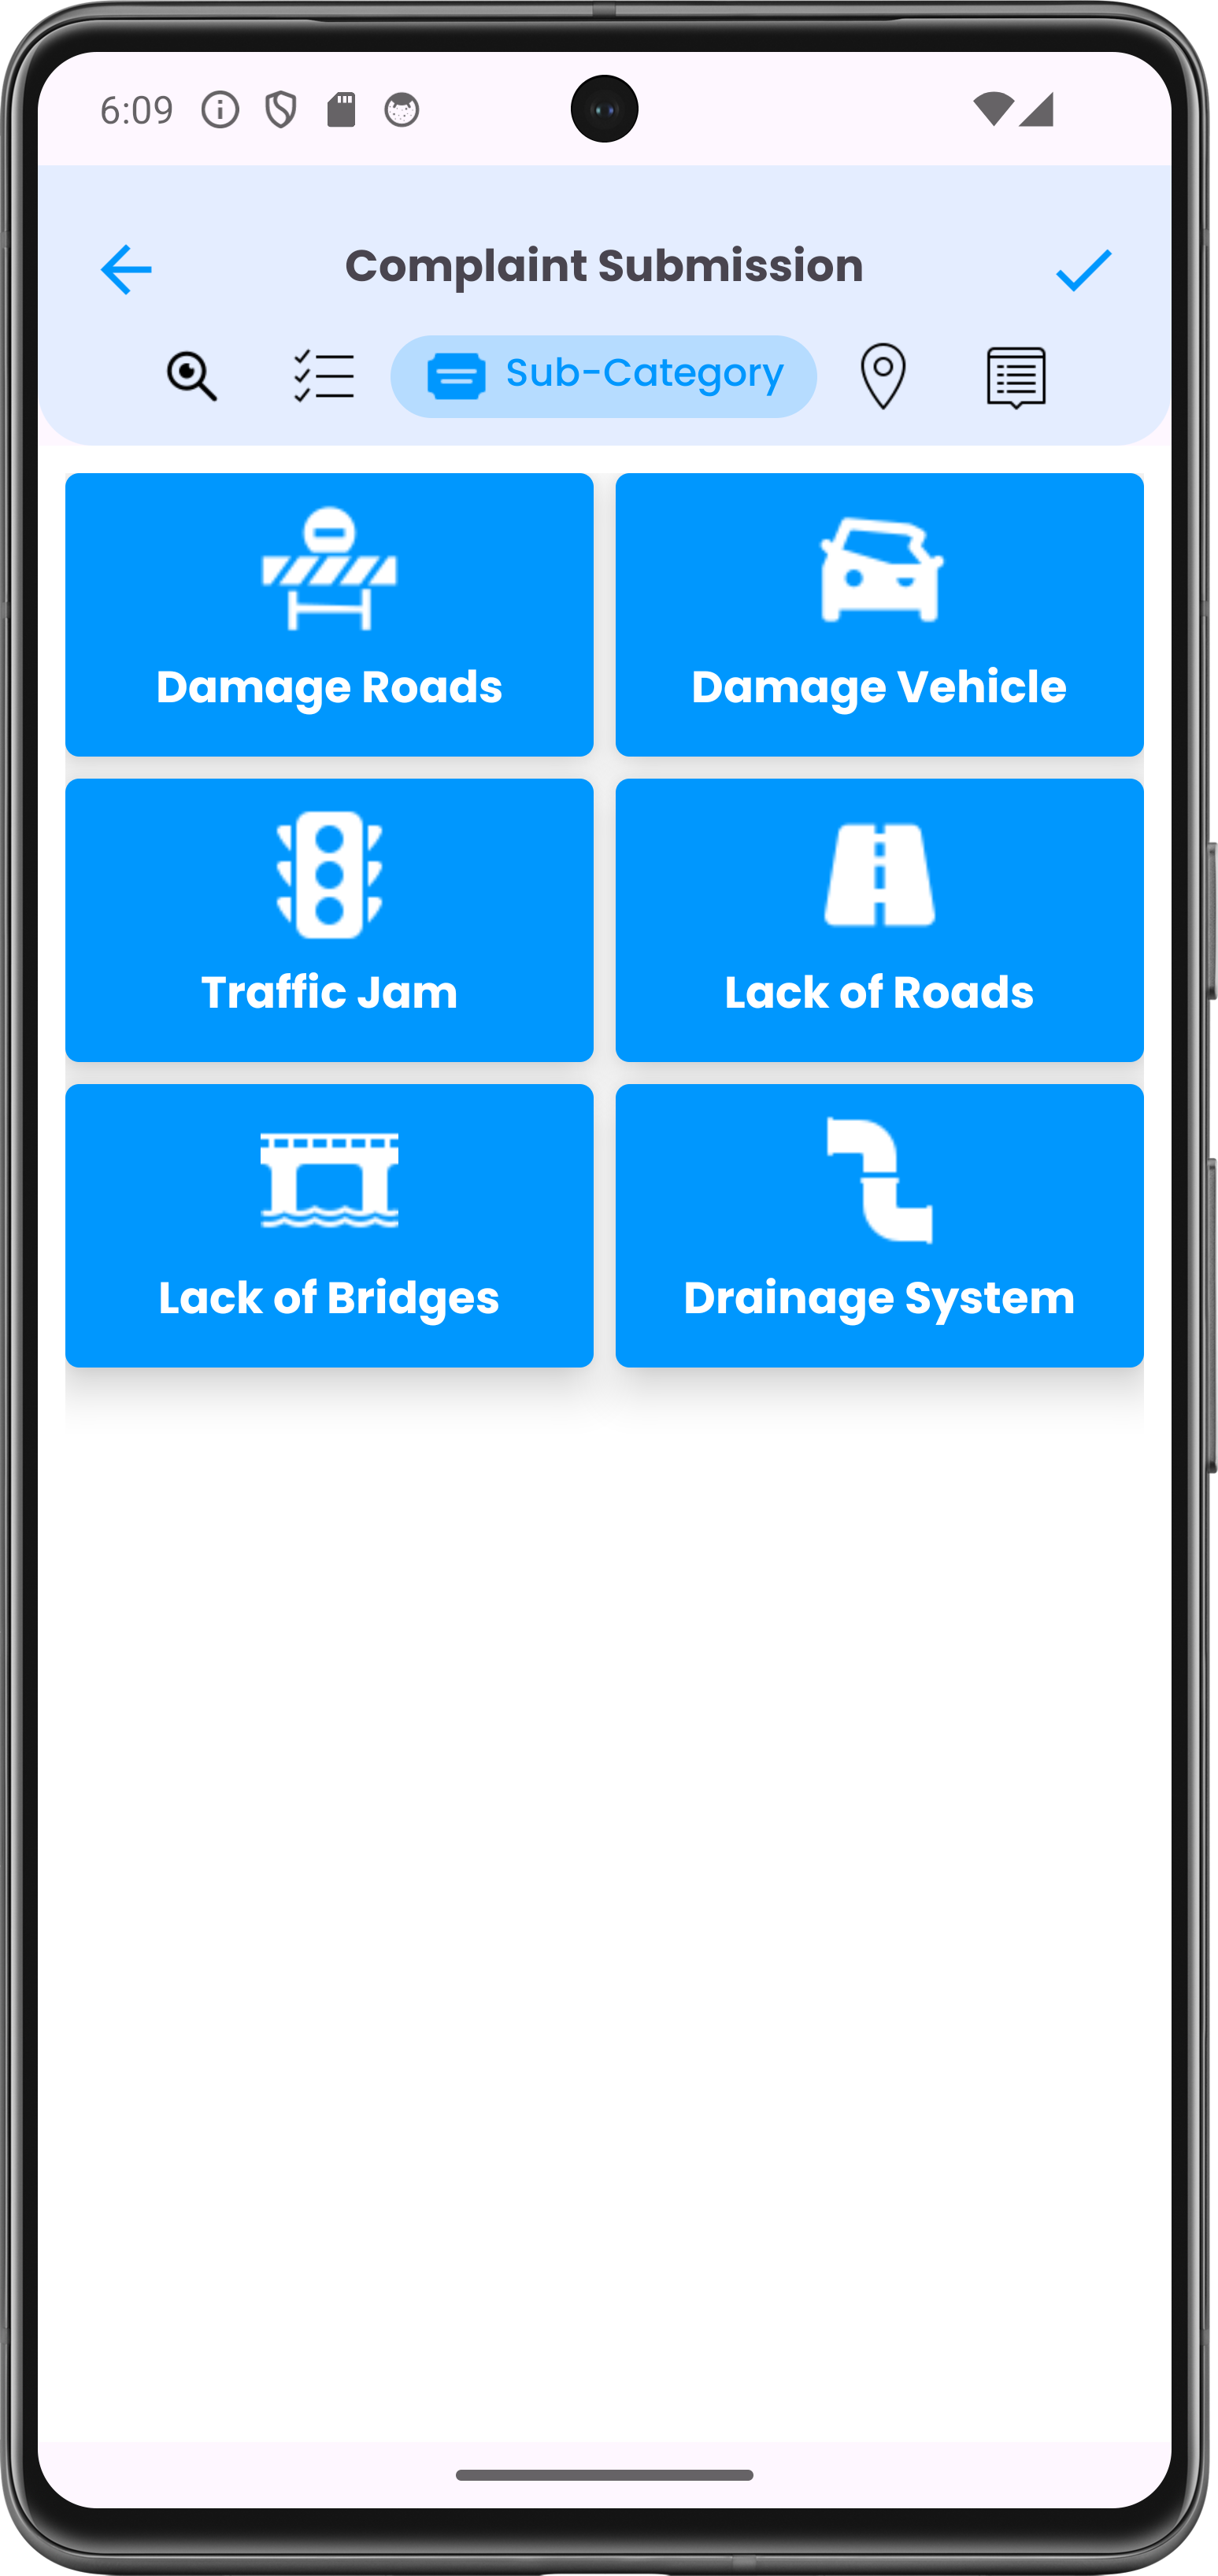 6:09
Complaint Submission
Sub-Category
Damage Roads
Damage Vehicle
Traffic Jam
Lack of Roads
Lack of Bridges
Drainage System